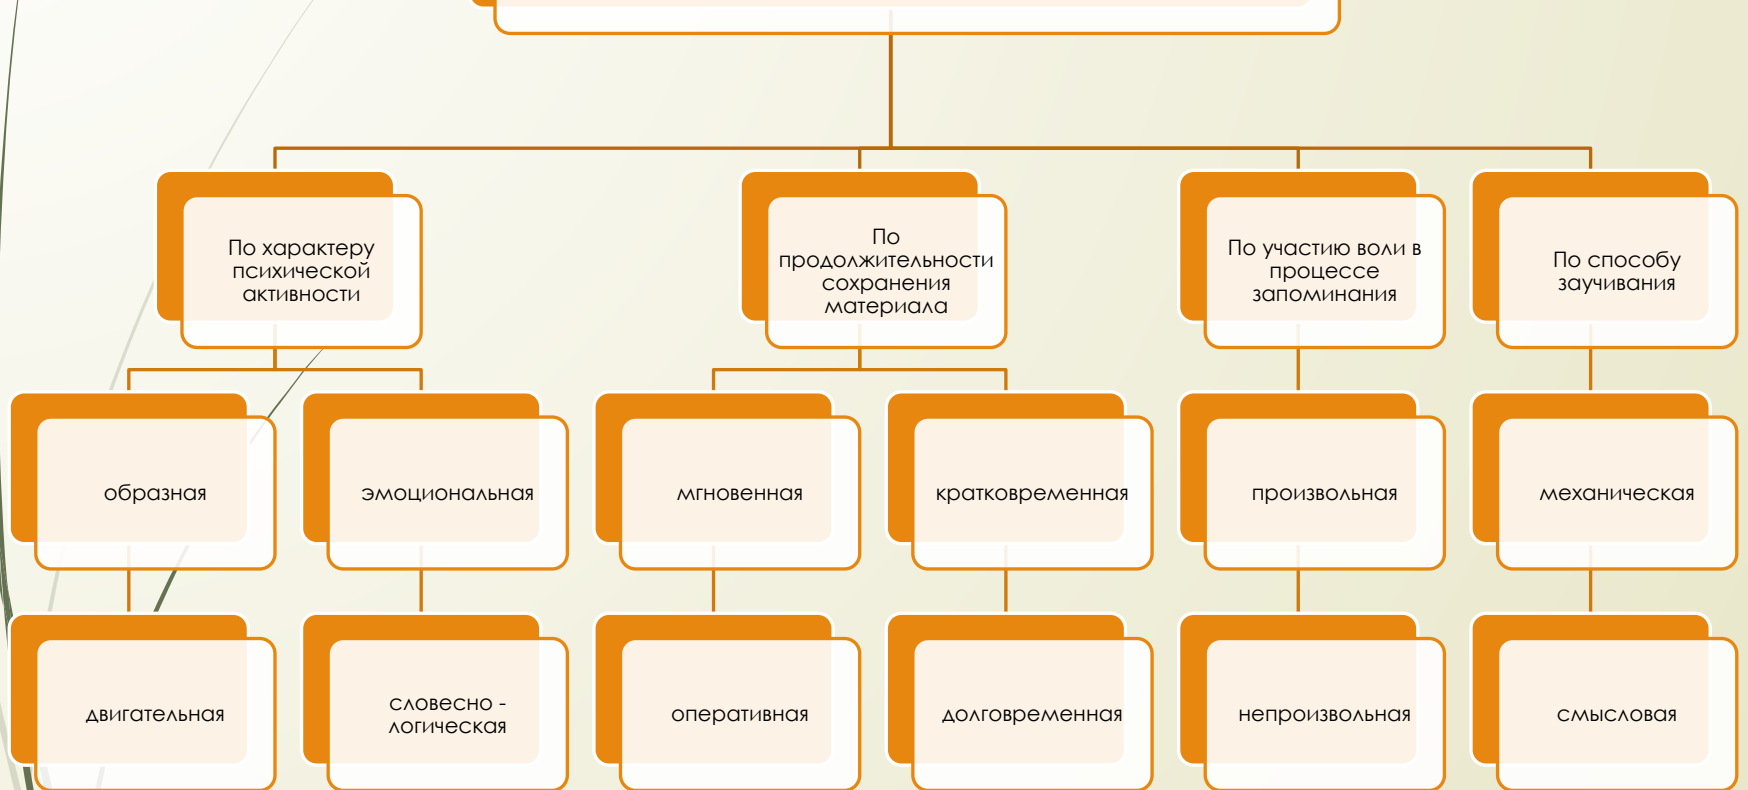 По характеру
психической
активности
По
продолжительности
сохранения
материала
По участию воли в
процессе
запоминания
По способу
заучивания
образная
эмоциональная
мгновенная
кратковременная
произвольная
механическая
двигательная
словесно -
логическая
оперативная
долговременная
непроизвольная
смысловая